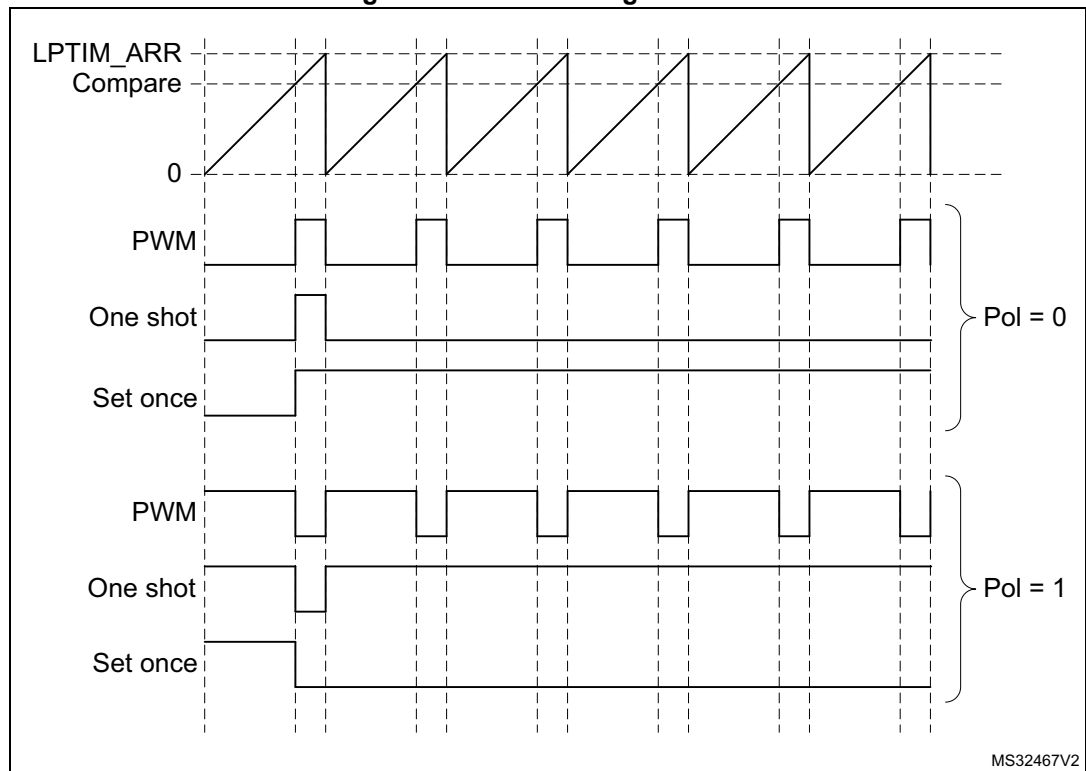 LPTIM_ARR
Compare
0
PWM
One shot
Pol = 0
Set once
PWM
One shot
Pol = 1
Set once
MS32467V2